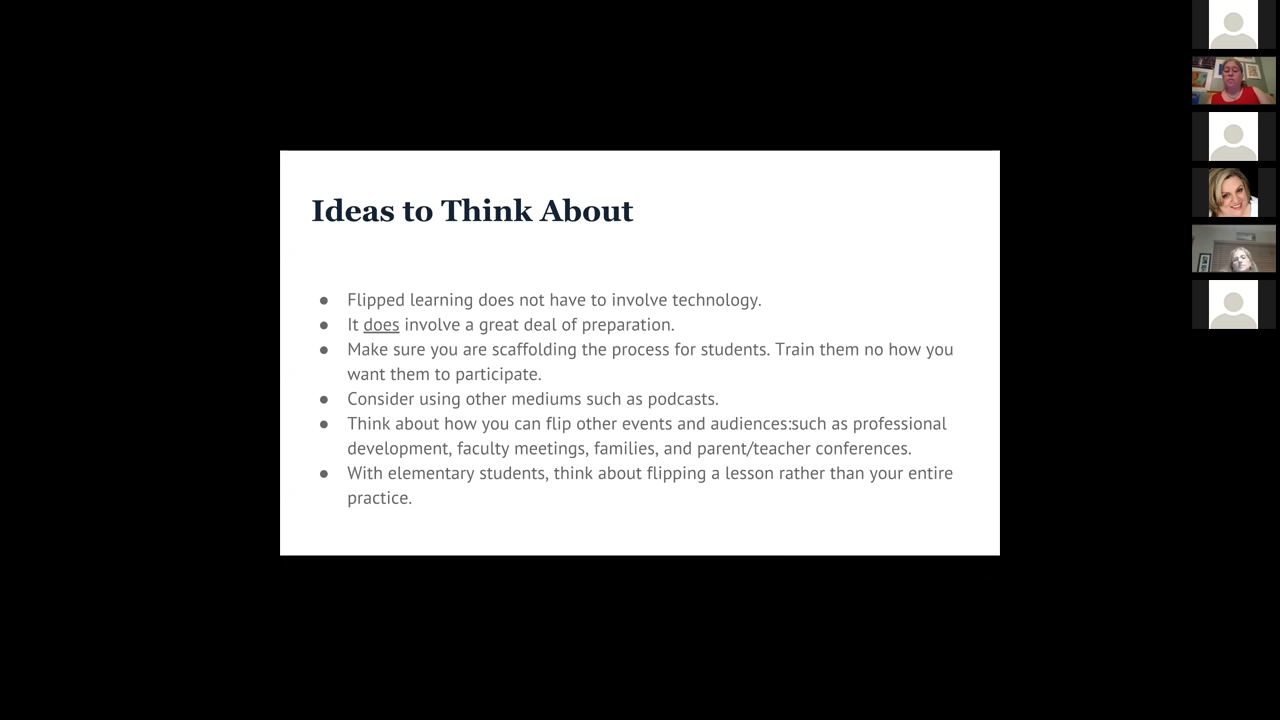 Ideas to Think About
● Flipped learning does not have to involve technology.
● It does involve a great deal of preparation.
● Make sure you are scaffolding the process for students. Train them no how you
want them to participate.
● Consider using other mediums such as podcasts.
● Think about how you can flip other events and audiences:such as professional
development, faculty meetings, families, and parent/teacher conferences.
● With elementary students, think about flipping a lesson rather than your entire
practice.